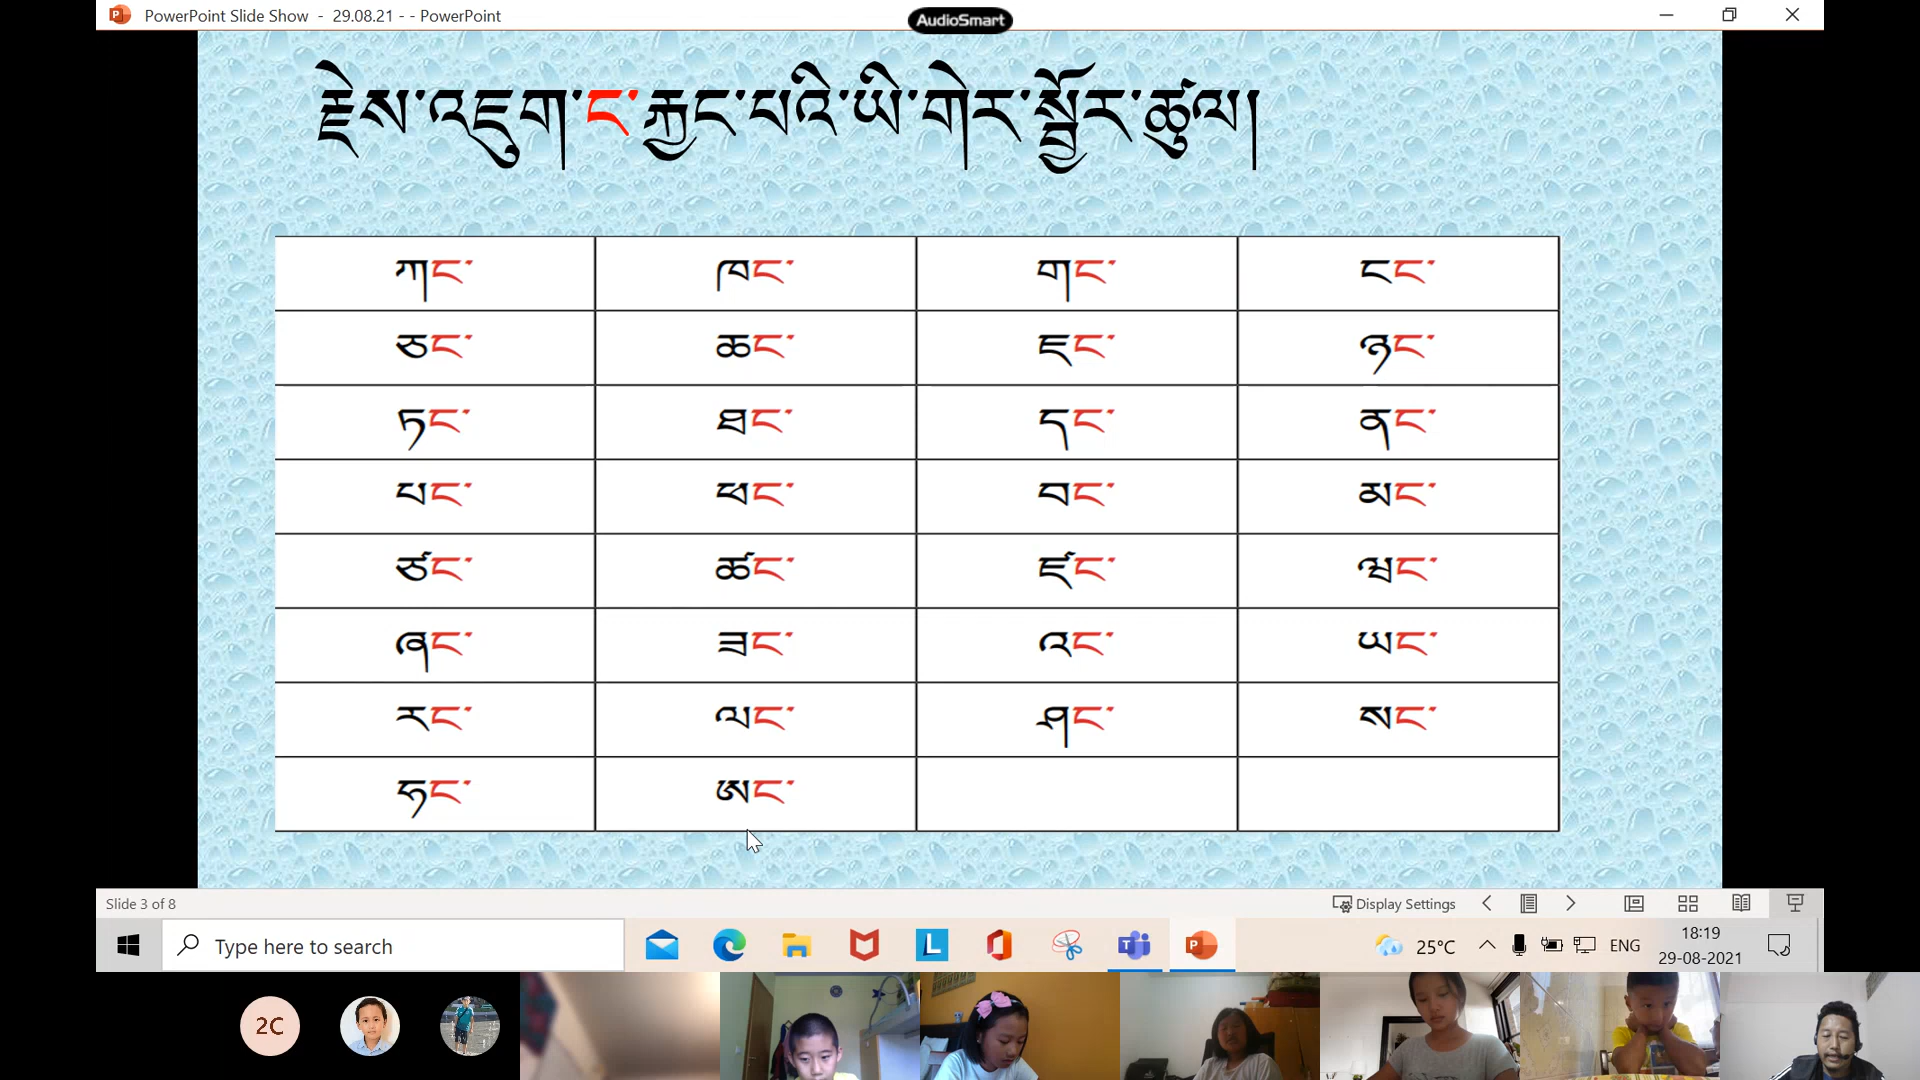 PowerPoint Slide Show - 29.08.21 - - PowerPoint
AudioSmart
རྗེས་འཇུག་ང་རྐྱང་པའི་ཡི་གེར་སྦྱོར་ཚུལ།
ཀང་ ཁང་ གང་ ངང་
ཅང་ ཆང་ ཇང་ ཉང་
ཏང་ ཐང་ དང་ ནང་
པང་ ཕང་ བང་ མང་
ཙང་ ཚང་ ཛང་ ཝང་
ཞང་ ཟང་ འང་ ཡང་
རང་ ལང་ ཤང་ སང་
ཧང་ ཨང་
Slide 3 of 8 Display Settings
Type here to search 25°C ENG 18:19
29-08-2021
2C